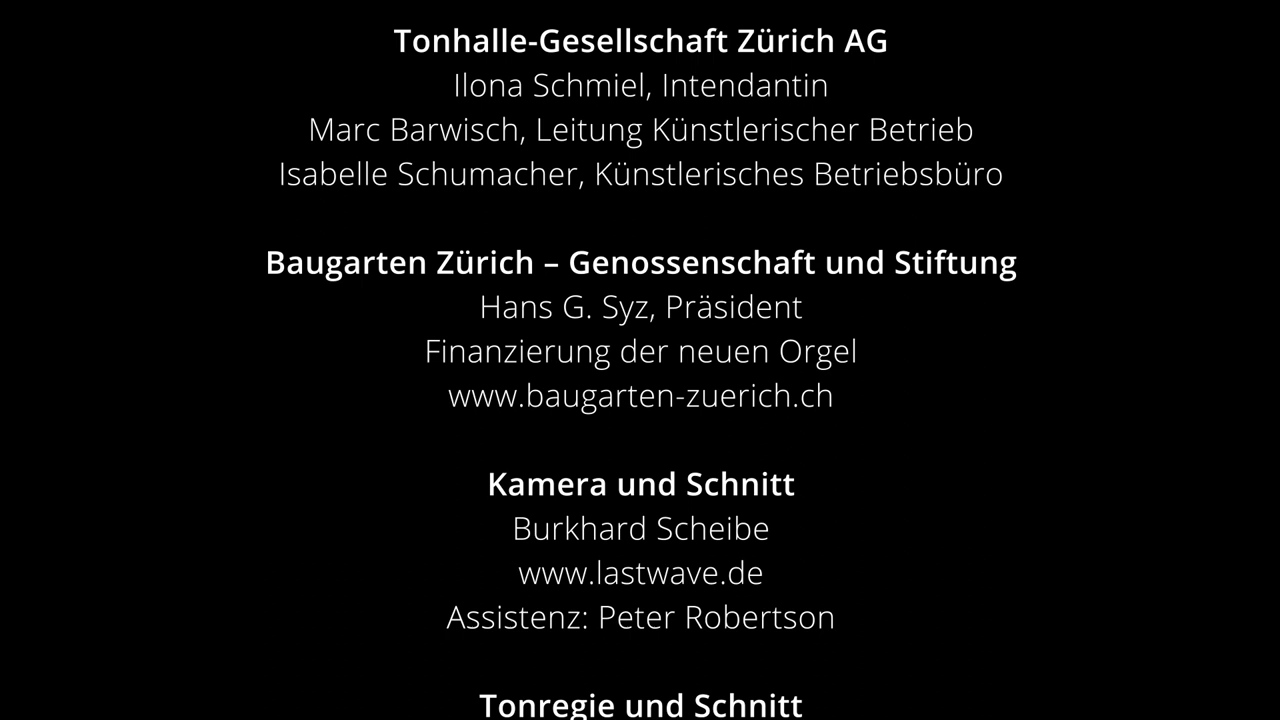 Tonhalle-Gesellschaft Zürich AG
Ilona Schmiel, Intendantin
Marc Barwisch, Leitung Künstlerischer Betrieb
Isabelle Schumacher, Künstlerisches Betriebsbüro
Baugarten Zürich – Genossenschaft und Stiftung
Hans G. Syz, Präsident
Finanzierung der neuen Orgel
www.baugarten-zuerich.ch
Kamera und Schnitt
Burkhard Scheibe
www.lastwave.de
Assistenz: Peter Robertson
Tonregie und Schnitt